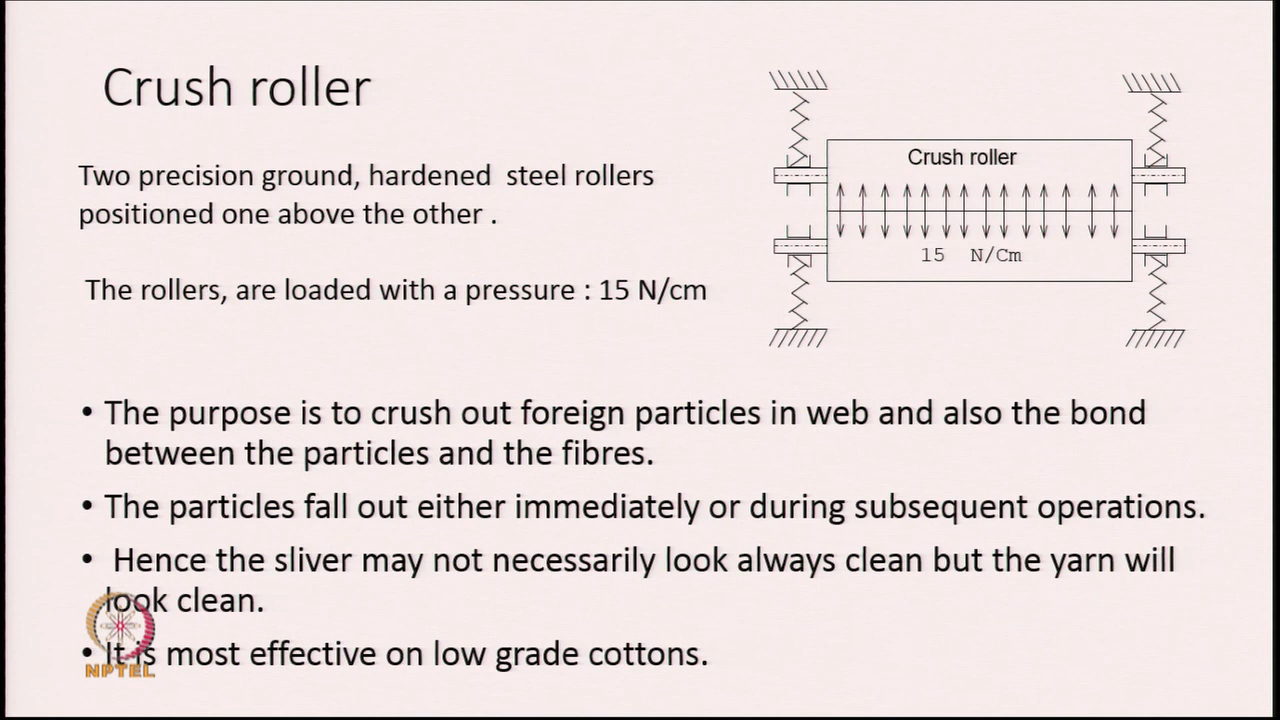 Crush roller
Two precision ground, hardened steel rollers
positioned one above the other .
The rollers, are loaded with a pressure : 15 N/cm
Crush roller
15 N/Cm
• The purpose is to crush out foreign particles in web and also the bond
between the particles and the fibres.
• The particles fall out either immediately or during subsequent operations.
• Hence the sliver may not necessarily look always clean but the yarn will
look clean.
• It is most effective on low grade cottons.
NPTEL